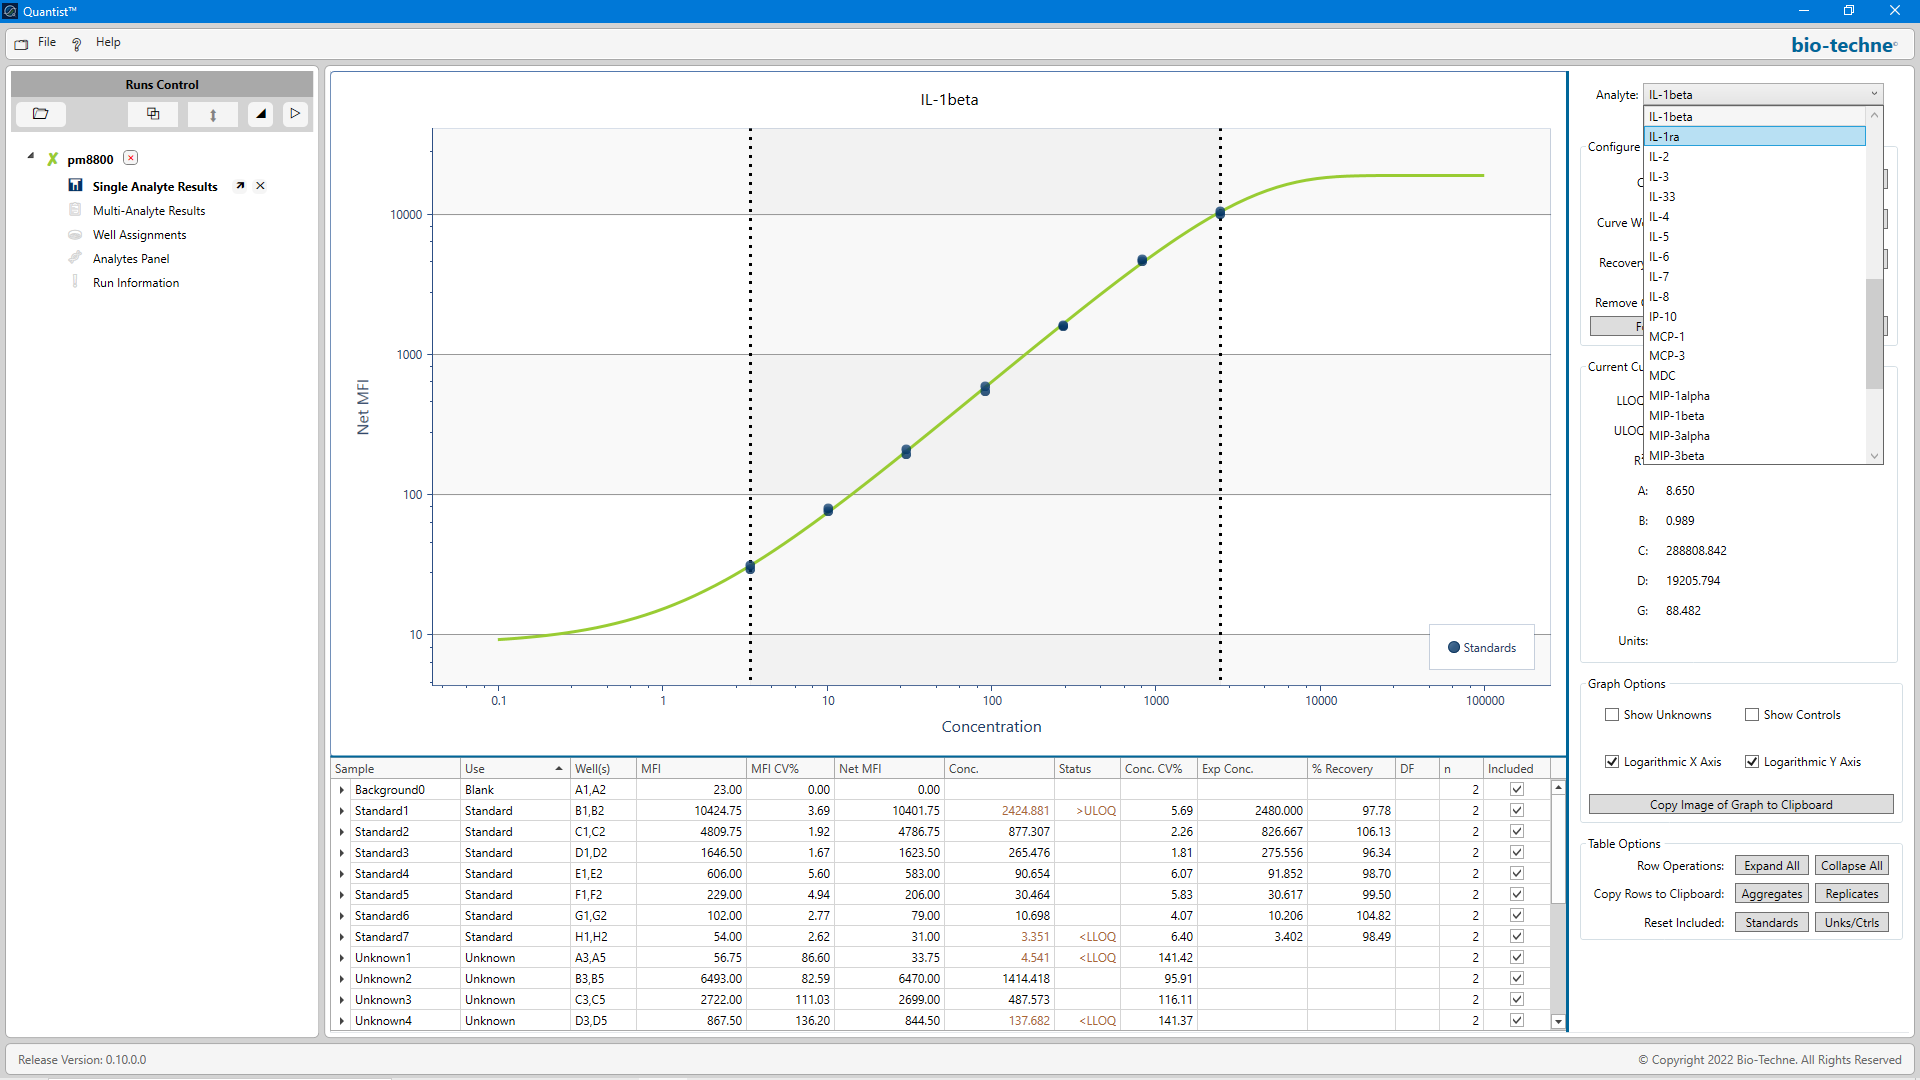 Quantist™
File Help
bio-techne
Runs Control
pm8800
Single Analyte Results
Multi-Analyte Results
Well Assignments
Analytes Panel
Run Information
IL-1beta
Net MFI
10000
1000
100
10
0.1 1 10 100 1000 10000 100000
Concentration
Standards
Analyte: IL-1beta
IL-1beta
IL-1ra
IL-2
IL-3
IL-33
IL-4
IL-5
IL-6
IL-7
IL-8
IP-10
MCP-1
MCP-3
MDC
MIP-1alpha
MIP-1beta
MIP-3alpha
MIP-3beta
Configure
Curve W
Recovery
Remove
Current Cu
LLOQ
ULOQ
A: 8.650
B: 0.989
C: 288808.842
D: 19205.794
G: 88.482
Units:
Graph Options
Show Unknowns Show Controls
Logarithmic X Axis Logarithmic Y Axis
Copy Image of Graph to Clipboard
Table Options
Row Operations: Expand All Collapse All
Copy Rows to Clipboard: Aggregates Replicates
Reset Included: Standards Unks/Ctrls
Sample Use Well(s) MFI MFI CV% Net MFI Conc. Status Conc. CV% Exp Conc. % Recovery DF n Included
Background0 Blank A1,A2 23.00 0.00 0.00 2
Standard1 Standard B1,B2 10424.75 3.69 10401.75 2424.881 >ULOQ 5.69 2480.000 97.78 2
Standard2 Standard C1,C2 4809.75 1.92 4786.75 877.307 2.26 826.667 106.13 2
Standard3 Standard D1,D2 1646.50 1.67 1623.50 265.476 1.81 275.556 96.34 2
Standard4 Standard E1,E2 606.00 5.60 583.00 90.654 6.07 91.852 98.70 2
Standard5 Standard F1,F2 229.00 4.94 206.00 30.464 5.83 30.617 99.50 2
Standard6 Standard G1,G2 102.00 2.77 79.00 10.698 4.07 10.206 104.82 2
Standard7 Standard H1,H2 54.00 2.62 31.00 3.351 <LLOQ 6.40 3.402 98.49 2
Unknown1 Unknown A3,A5 56.75 86.60 33.75 4.541 <LLOQ 141.42 2
Unknown2 Unknown B3,B5 6493.00 82.59 6470.00 1414.418 95.91 2
Unknown3 Unknown C3,C5 2722.00 111.03 2699.00 487.573 116.11 2
Unknown4 Unknown D3,D5 867.50 136.20 844.50 137.682 <LLOQ 141.37 2
Release Version: 0.10.0.0
© Copyright 2022 Bio-Techne. All Rights Reserved